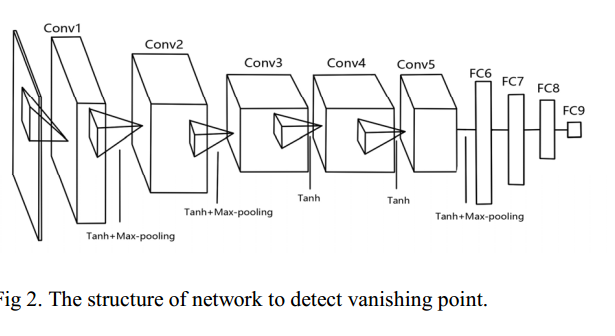 Conv1
Conv2
Conv3
Conv4
Conv5
FC6
FC7
FC8
FC9
Tanh
Tanh
Tanh+Max-pooling
Tanh+Max-pooling
Tanh+Max-pooling
Fig 2. The structure of network to detect vanishing point.